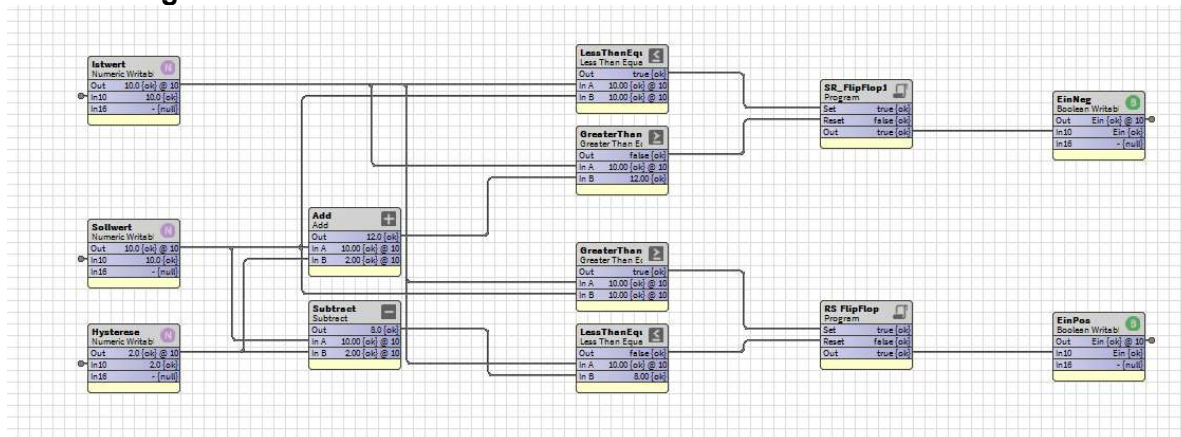 Istwert
Numeric Writabl
Out 10.0 {ok} @ 10
In10 10.0 {ok}
In16 - {null}
Sollwert
Numeric Writabl
Out 10.0 {ok} @ 10
In10 10.0 {ok}
In16 - {null}
Hysterese
Numeric Writabl
Out 2.0 {ok} @ 10
In10 2.0 {ok}
In16 - {null}
Add
Add
Out 12.0 {ok}
In A 10.00 {ok} @ 10
In B 2.00 {ok} @ 10
Subtract
Subtract
Out 8.0 {ok}
In A 10.00 {ok} @ 10
In B 2.00 {ok} @ 10
LessThanEqu
Less Than Equa
Out true {ok}
In A 10.00 {ok} @ 10
In B 10.00 {ok} @ 10
GreaterThan
Greater Than Ec
Out false {ok}
In A 10.00 {ok} @ 10
In B 12.00 {ok}
GreaterThan
Greater Than Ec
Out true {ok}
In A 10.00 {ok} @ 10
In B 10.00 {ok} @ 10
LessThanEqu
Less Than Equa
Out false {ok}
In A 10.00 {ok} @ 10
In B 8.00 {ok}
SR_FlipFlop1
Program
Set true {ok}
Reset false {ok}
Out true {ok}
RS FlipFlop
Program
Set true {ok}
Reset false {ok}
Out true {ok}
EinNeg
Boolean Writabl
Out Ein {ok} @ 10
In10 Ein {ok}
In16 - {null}
EinPos
Boolean Writabl
Out Ein {ok} @ 10
In10 Ein {ok}
In16 - {null}